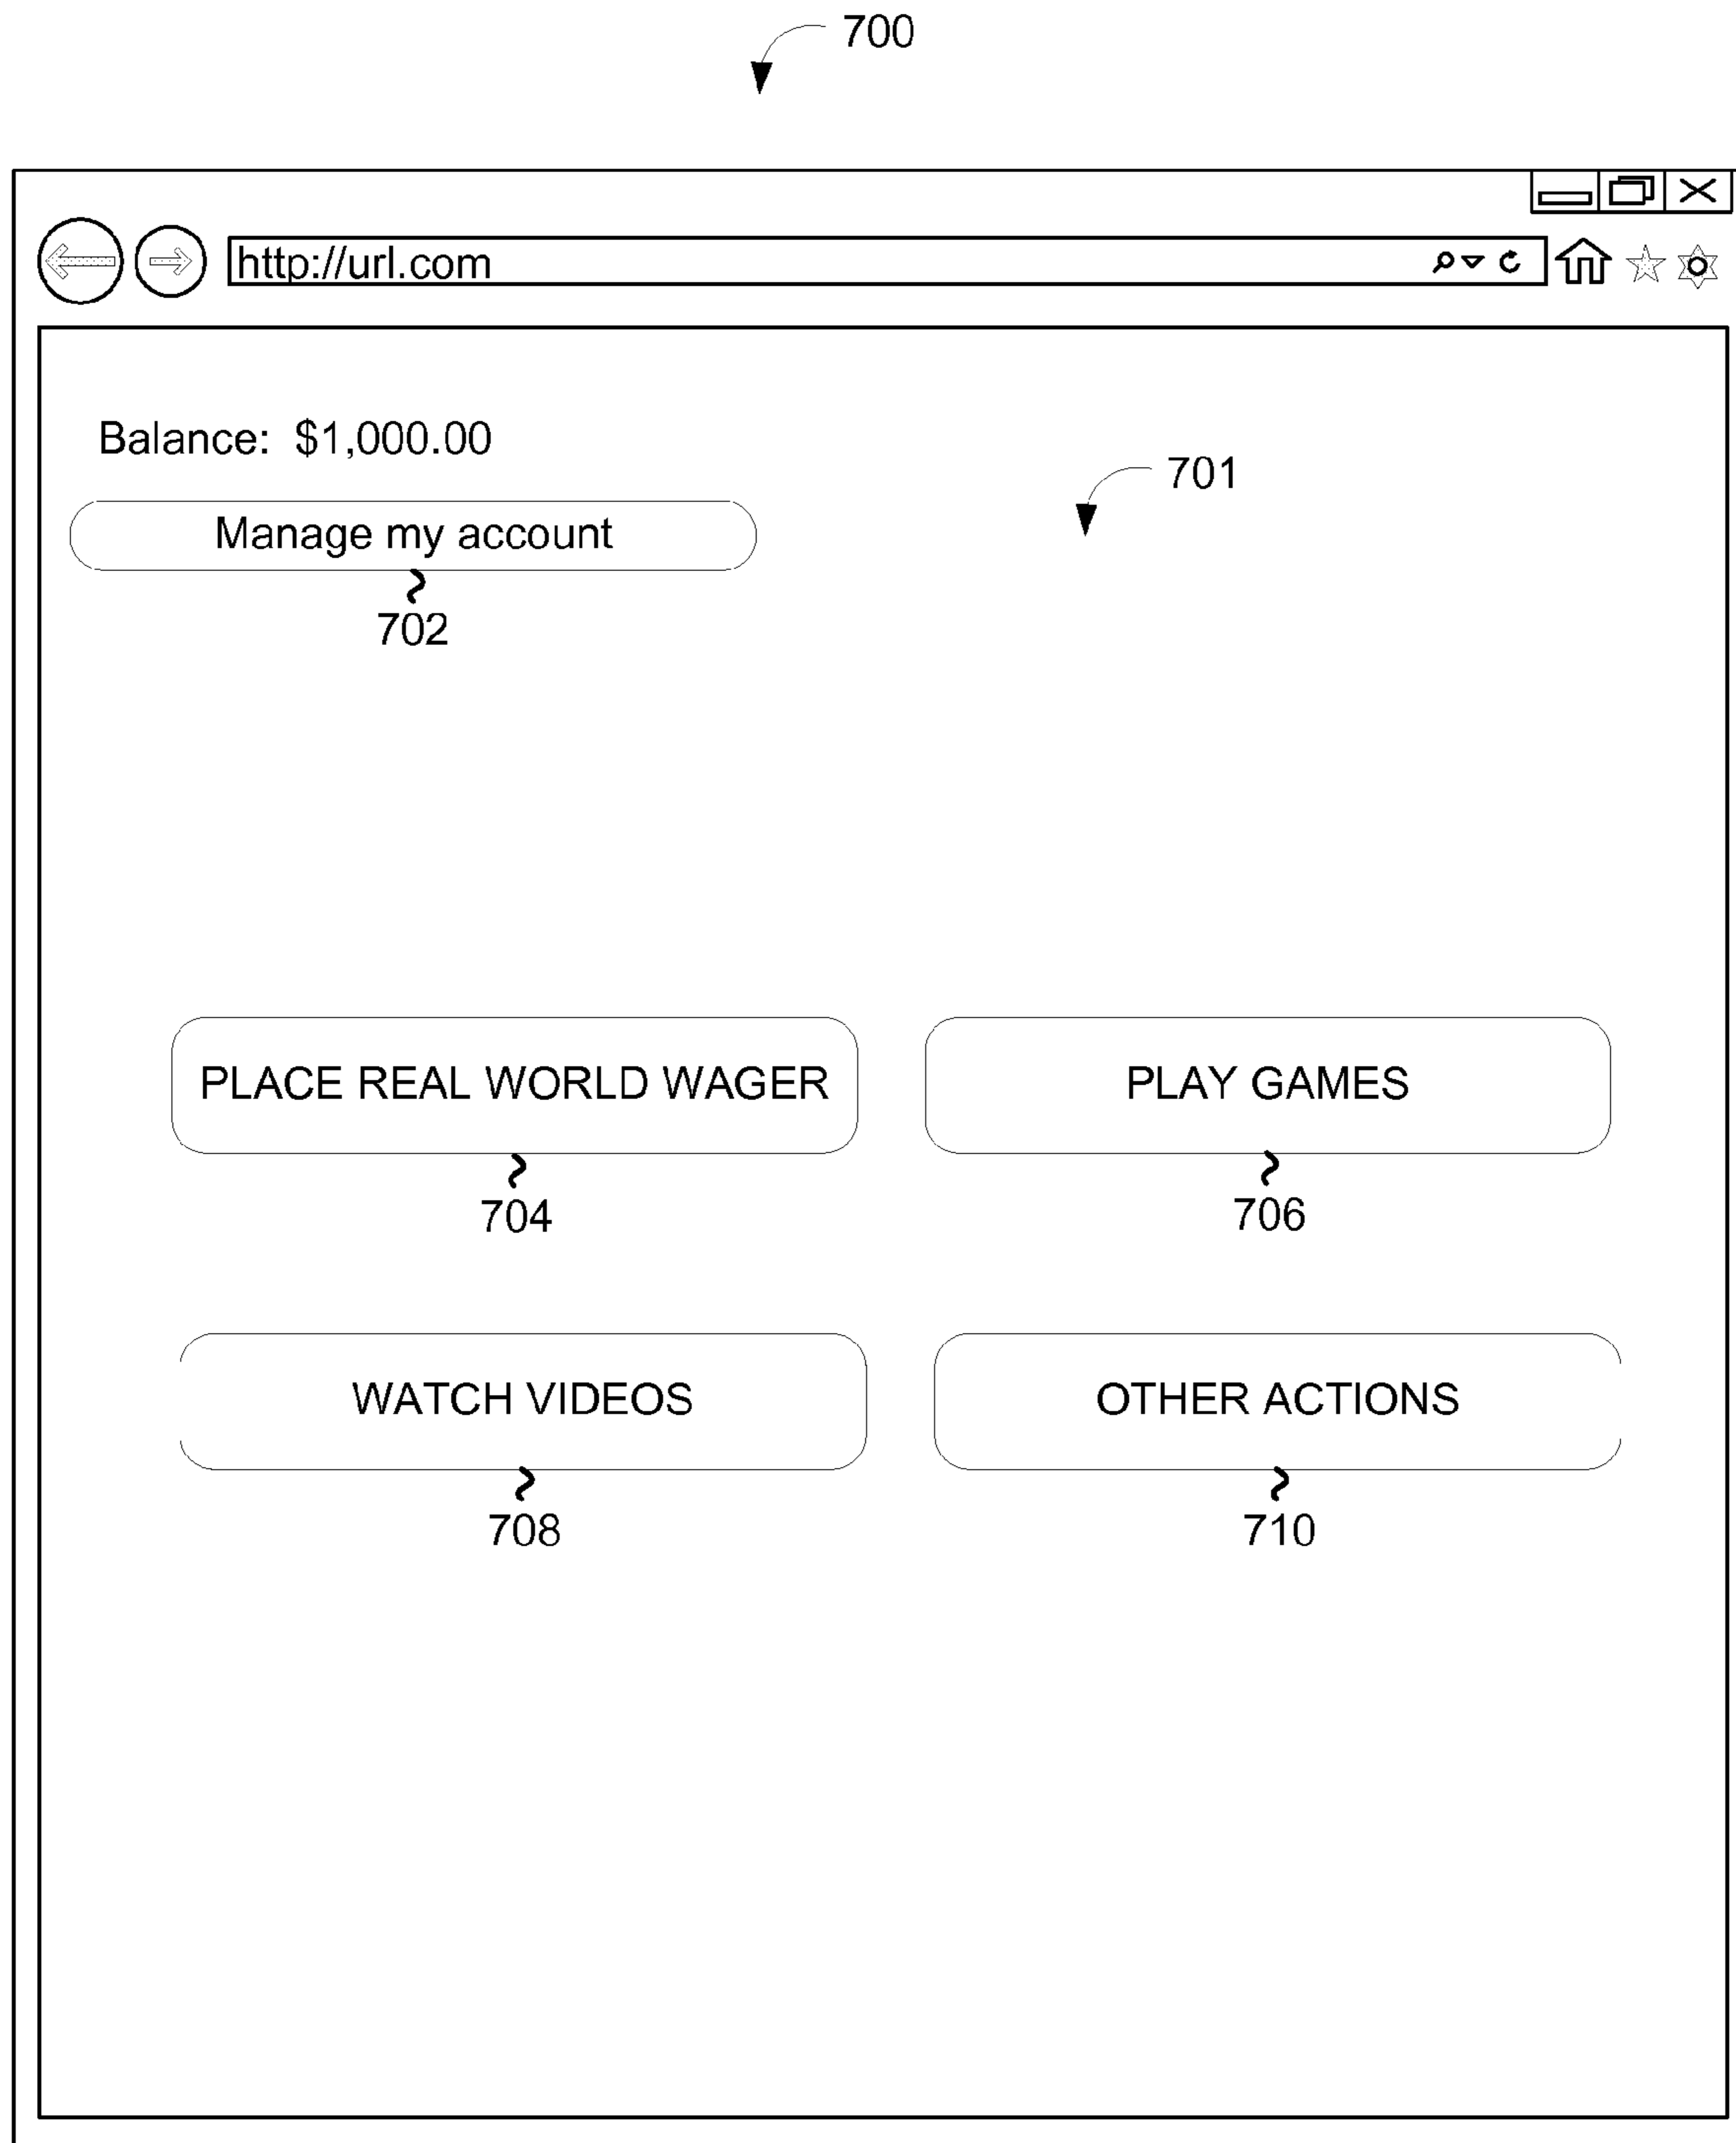 700
http://url.com
Balance: $1,000.00
701
Manage my account
702
PLACE REAL WORLD WAGER
PLAY GAMES
704
706
WATCH VIDEOS
OTHER ACTIONS
708
710